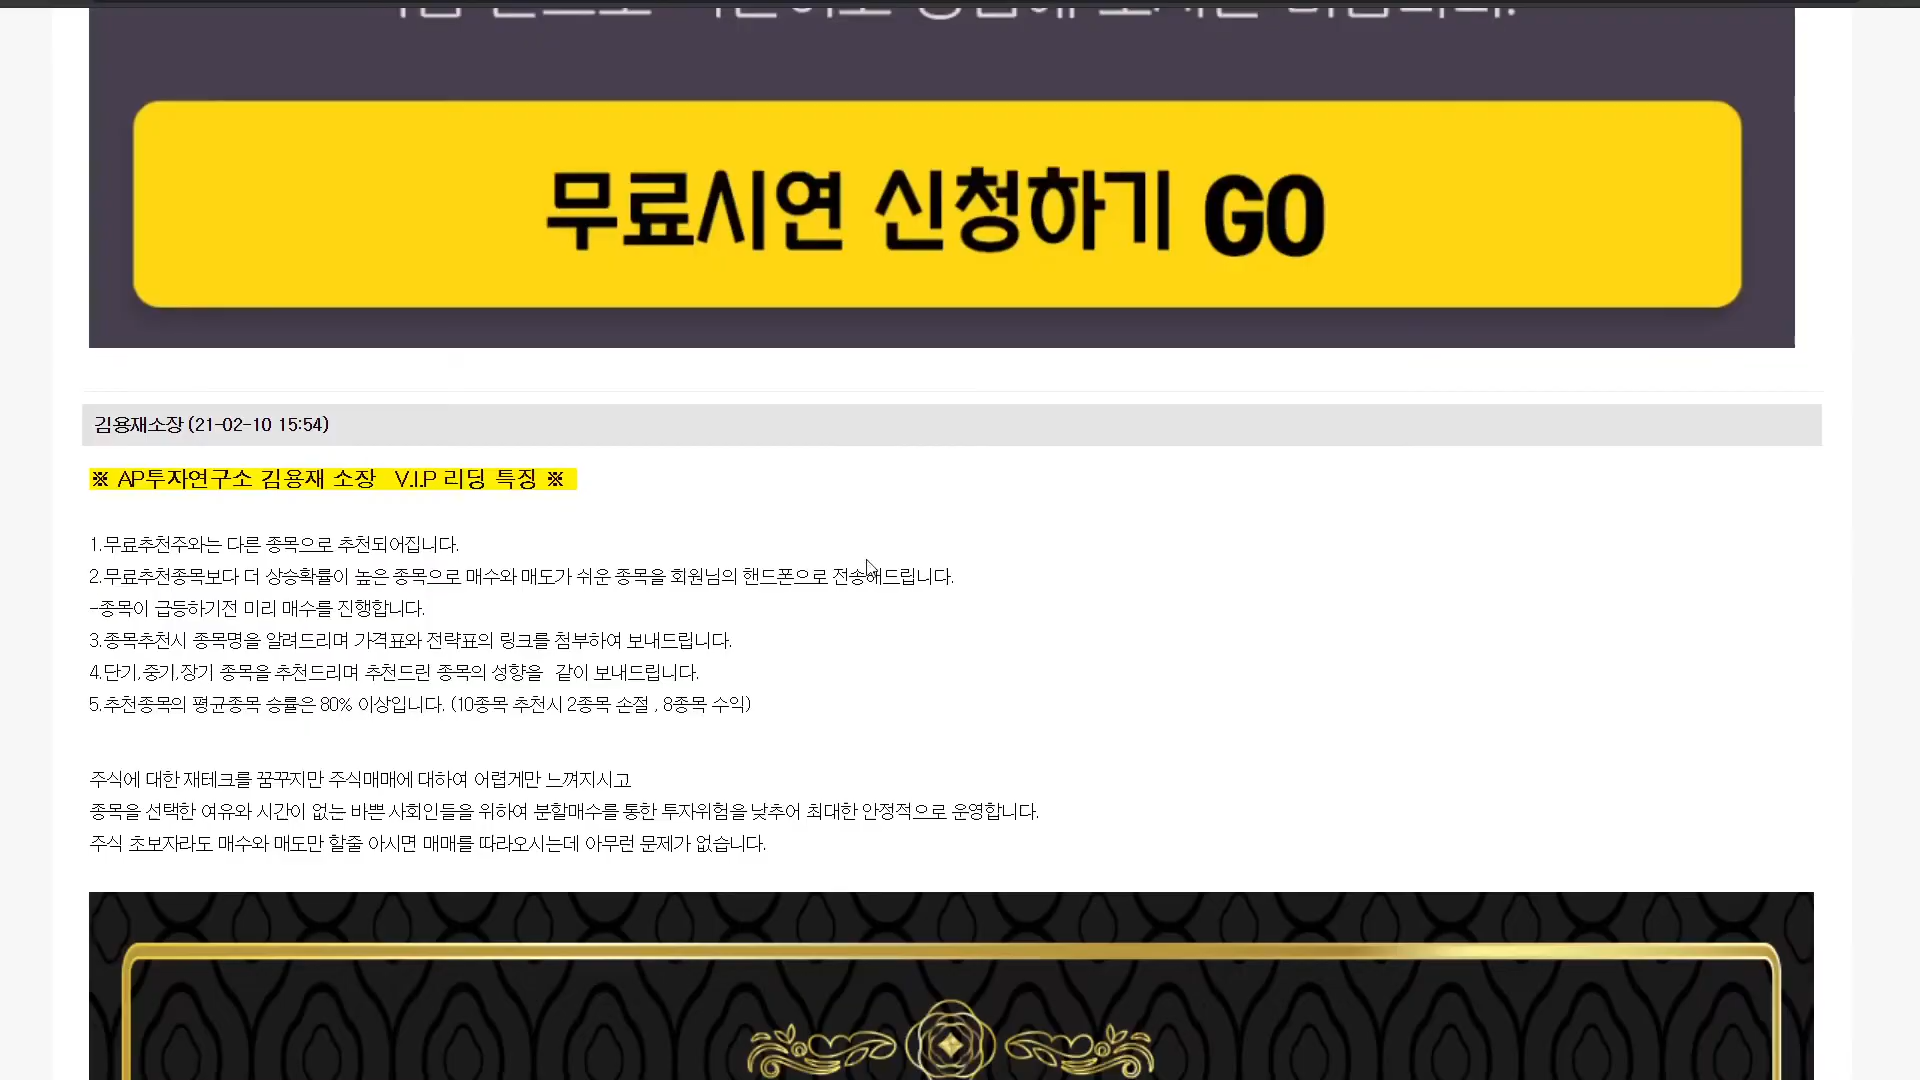 무료시연 신청하기 GO
김용재소장 (21-02-10 15:54)
※ AP투자연구소 김용재 소장 V.I.P 리딩 특징 ※
1.무료추천주와는 다른 종목으로 추천되어집니다.
2.무료추천종목보다 더 상승확률이 높은 종목으로 매수와 매도가 쉬운 종목을 회원님의 핸드폰으로 전송해드립니다.
-종목이 급등하기전 미리 매수를 진행합니다.
3.종목추천시 종목명을 알려드리며 가격표와 전략표의 링크를 첨부하여 보내드립니다.
4.단기,중기,장기 종목을 추천드리며 추천드린 종목의 성향을 같이 보내드립니다.
5.추천종목의 평균종목 승률은 80% 이상입니다. (10종목 추천시 2종목 손절 , 8종목 수익)
주식에 대한 재테크를 꿈꾸지만 주식매매에 대하여 어렵게만 느껴지시고
종목을 선택한 여유와 시간이 없는 바쁜 사회인들을 위하여 분할매수를 통한 투자위험을 낮추어 최대한 안정적으로 운영합니다.
주식 초보자라도 매수와 매도만 할줄 아시면 매매를 따라오시는데 아무런 문제가 없습니다.